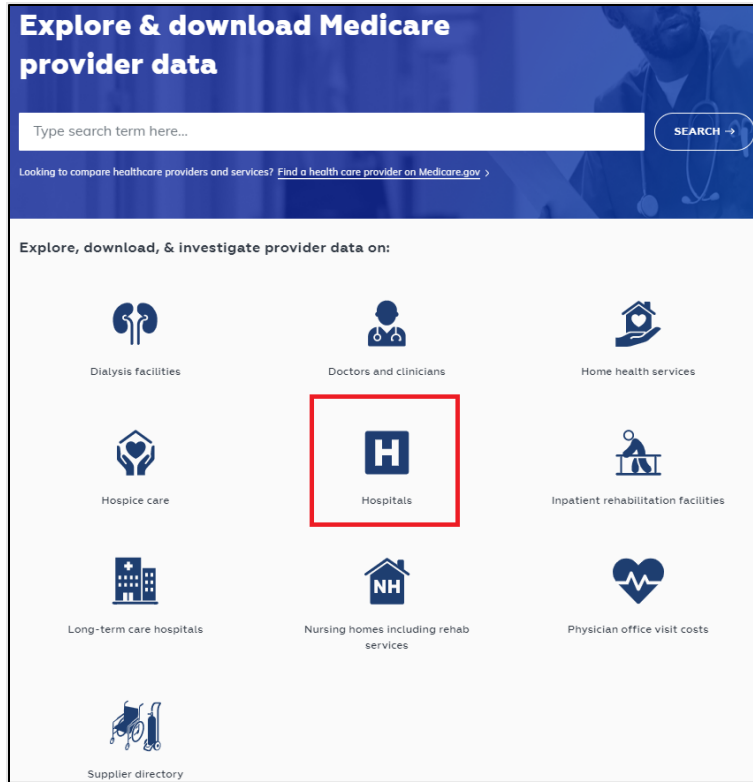 Explore & download Medicare
provider data
Type search term here...
SEARCH →
Looking to compare healthcare providers and services? Find a health care provider on Medicare.gov >
Explore, download, & investigate provider data on:
Dialysis facilities
Doctors and clinicians
Home health services
Hospice care
H
Hospitals
Inpatient rehabilitation facilities
Long-term care hospitals
NH
Nursing homes including rehab
services
Physician office visit costs
Supplier directory